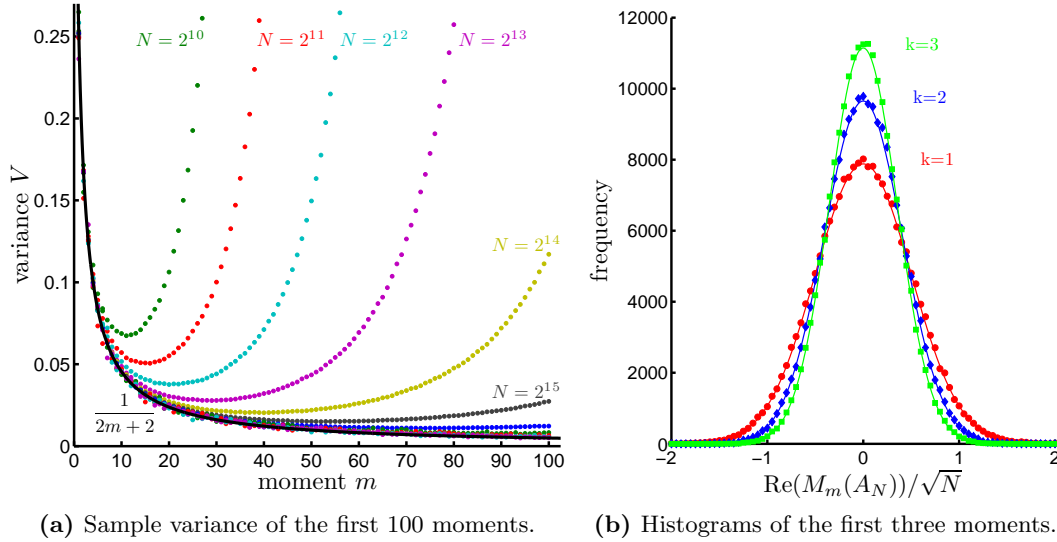 0.25
0.2
0.15
0.1
0.05
0
variance V
N = 2^10
N = 2^11
N = 2^12
N = 2^13
N = 2^14
N = 2^15
1
2m + 2
0 10 20 30 40 50 60 70 80 90 100
moment m
(a) Sample variance of the first 100 moments.
12000
10000
8000
6000
4000
2000
0
frequency
k=3
k=2
k=1
−2 −1 0 1 2
Re(M_m(A_N))/√N
(b) Histograms of the first three moments.